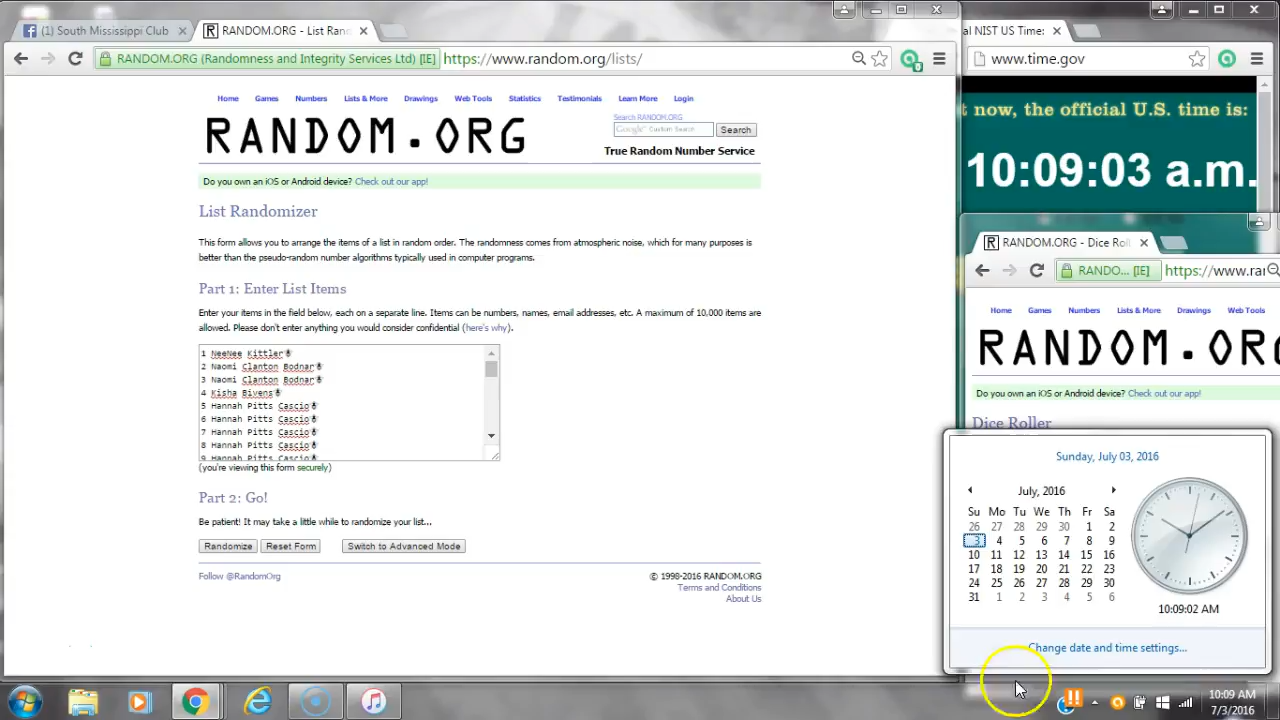 (1) South Mississippi Club
RANDOM.ORG - List Ran
RANDOM.ORG (Randomness and Integrity Services Ltd) [IE]
https://www.random.org/lists/
Home Games Numbers Lists & More Drawings Web Tools Statistics Testimonials Learn More Login
Search RANDOM.ORG
RANDOM.ORG
Google Custom Search
Search
True Random Number Service
Do you own an iOS or Android device? Check out our app!
List Randomizer
This form allows you to arrange the items of a list in random order. The randomness comes from atmospheric noise, which for many purposes is
better than the pseudo-random number algorithms typically used in computer programs.
Part 1: Enter List Items
Enter your items in the field below, each on a separate line. Items can be numbers, names, email addresses, etc. A maximum of 10,000 items are
allowed. Please don't enter anything you would consider confidential (here's why).
1 NeeNee Kittler
2 Naomi Clanton Bodnar
3 Naomi Clanton Bodnar
4 Kisha Bivens
5 Hannah Pitts Cascio
6 Hannah Pitts Cascio
7 Hannah Pitts Cascio
8 Hannah Pitts Cascio
9 Hannah Pitts Cascio
(you're viewing this form securely)
Part 2: Go!
Be patient! It may take a little while to randomize your list...
Randomize Reset Form Switch to Advanced Mode
Follow @RandomOrg
© 1998-2016 RANDOM.ORG
Terms and Conditions
About Us
al NIST US Time:
www.time.gov
t now, the official U.S. time is:
10:09:03 a.m.
RANDOM.ORG - Dice Roll
RANDO... [IE]
https://www.rar
Home Games Numbers Lists & More Drawings Web Tools
RANDOM.ORG
Do you own an iOS or Android device? Check out our app!
Dice Roller
Sunday, July 03, 2016
July, 2016
Su Mo Tu We Th Fr Sa
26 27 28 29 30 1 2
3 4 5 6 7 8 9
10 11 12 13 14 15 16
17 18 19 20 21 22 23
24 25 26 27 28 29 30
31 1 2 3 4 5 6
10:09:02 AM
Change date and time settings...
10:09 AM
7/3/2016